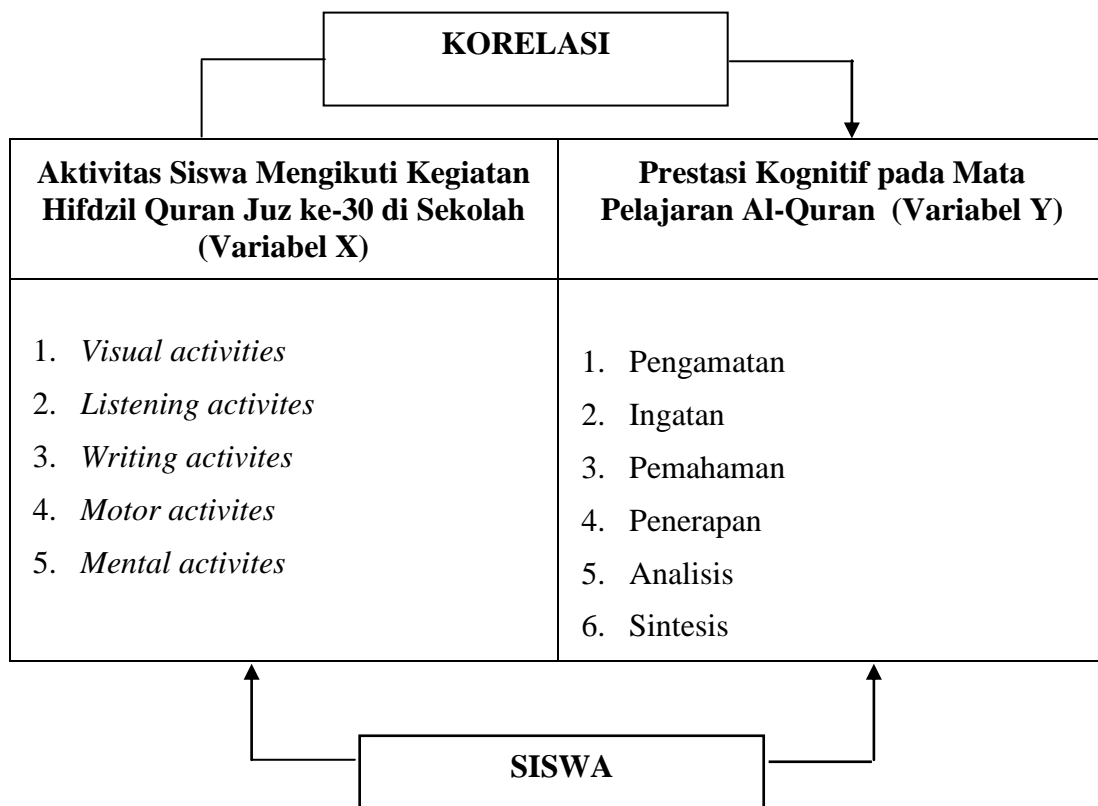 KORELASI
Aktivitas Siswa Mengikuti Kegiatan
Hifdzil Quran Juz ke-30 di Sekolah
(Variabel X)
Prestasi Kognitif pada Mata
Pelajaran Al-Quran (Variabel Y)
1. Visual activities
2. Listening activites
3. Writing activites
4. Motor activites
5. Mental activites
1. Pengamatan
2. Ingatan
3. Pemahaman
4. Penerapan
5. Analisis
6. Sintesis
SISWA